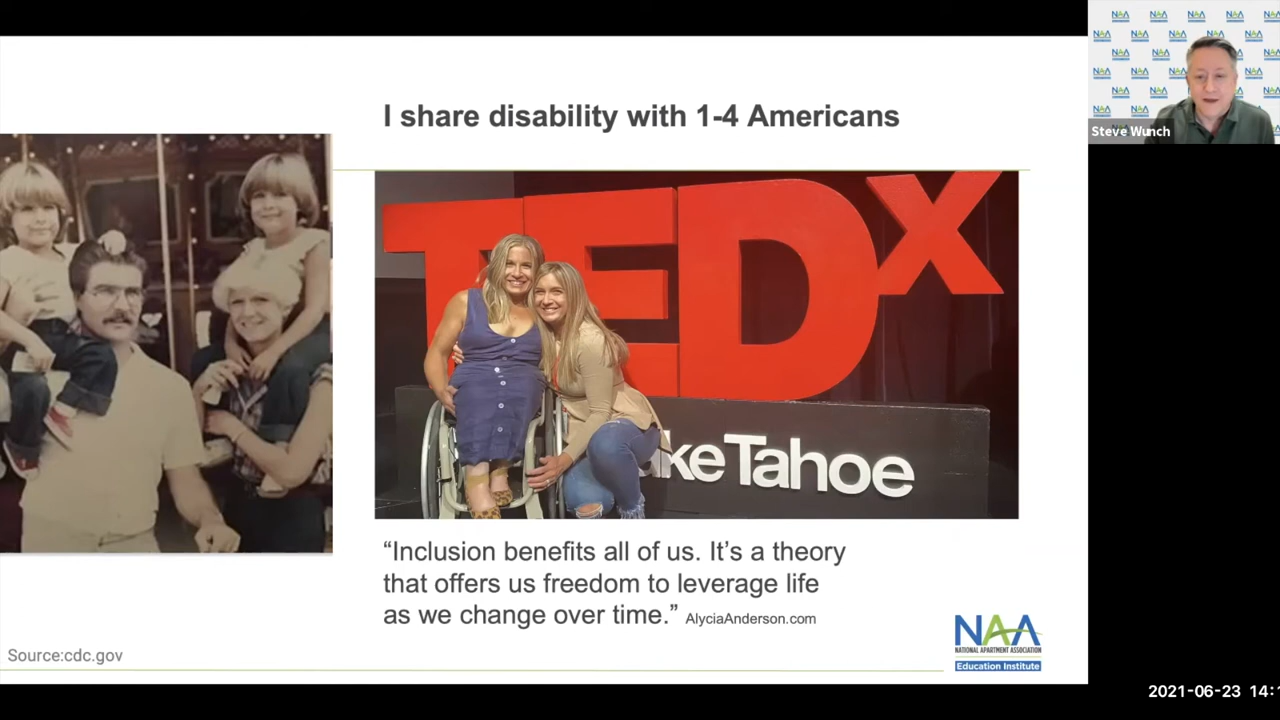 I share disability with 1-4 Americans
TEDx
keTahoe
“Inclusion benefits all of us. It’s a theory
that offers us freedom to leverage life
as we change over time.” AlyciaAnderson.com
Source:cdc.gov
NAA
NATIONAL APARTMENT ASSOCIATION
Education Institute
Steve Wunch
2021-06-23 14:1